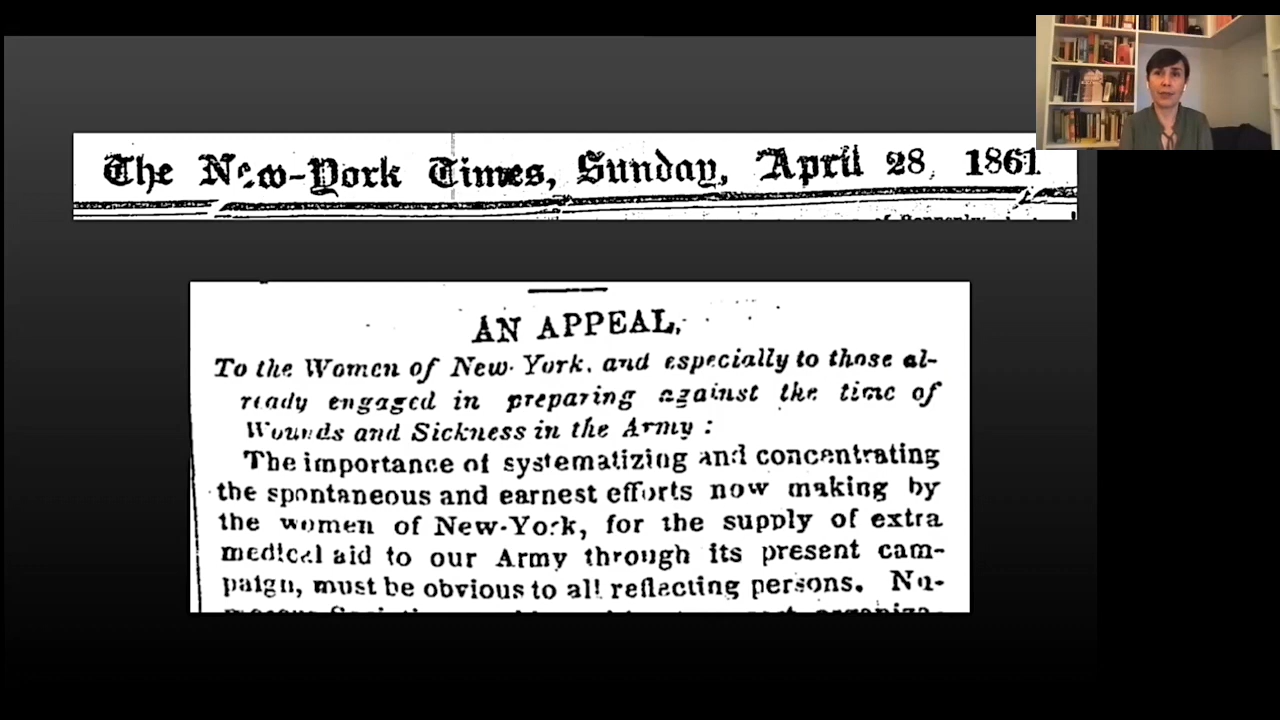 The New-York Times, Sunday, April 28, 1861
AN APPEAL,
To the Women of New-York, and especially to those al-
ready engaged in preparing against the time of
Wounds and Sickness in the Army :
The importance of systematizing and concentrating
the spontaneous and earnest efforts now making by
the women of New-York, for the supply of extra
medical aid to our Army through its present cam-
paign, must be obvious to all reflecting persons. Nu-